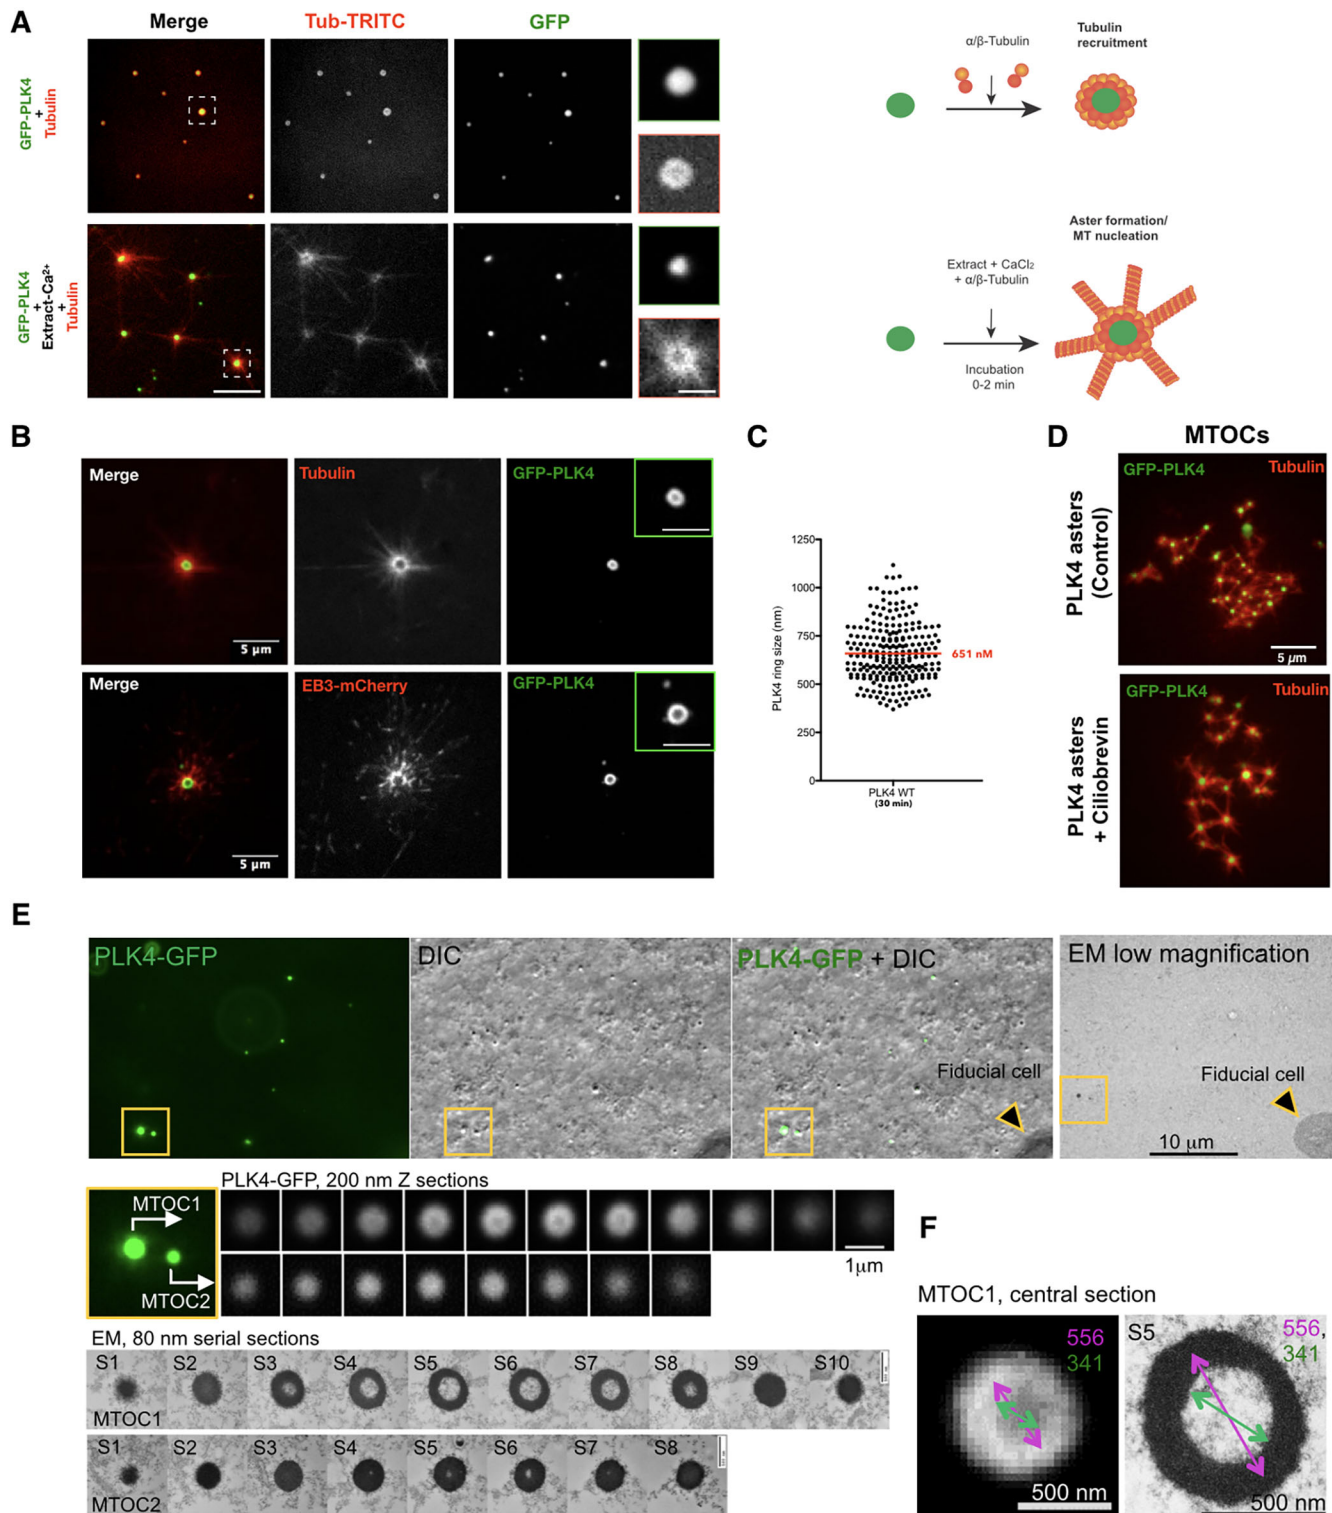 A
Merge
Tub-TRITC
GFP
GFP-PLK4
+
Tubulin
α/β-Tubulin
Tubulin
recruitment
GFP-PLK4
+
Extract-Ca²⁺
+
Tubulin
Aster formation/
MT nucleation
Extract + CaCl₂
+ α/β-Tubulin
Incubation
0-2 min
B
Merge
Tubulin
GFP-PLK4
5 µm
Merge
EB3-mCherry
GFP-PLK4
5 µm
C
PLK4 ring size (nm)
1250
1000
750
500
250
0
651 nM
PLK4 WT
(30 min)
D
MTOCs
PLK4 asters
(Control)
GFP-PLK4
Tubulin
5 µm
PLK4 asters
+ Ciliobrevin
GFP-PLK4
Tubulin
E
PLK4-GFP
DIC
PLK4-GFP + DIC
Fiducial cell
EM low magnification
Fiducial cell
10 µm
PLK4-GFP, 200 nm Z sections
MTOC1
MTOC2
1µm
EM, 80 nm serial sections
S1 S2 S3 S4 S5 S6 S7 S8 S9 S10
MTOC1
S1 S2 S3 S4 S5 S6 S7 S8
MTOC2
F
MTOC1, central section
556
341
500 nm
S5
556,
341
500 nm